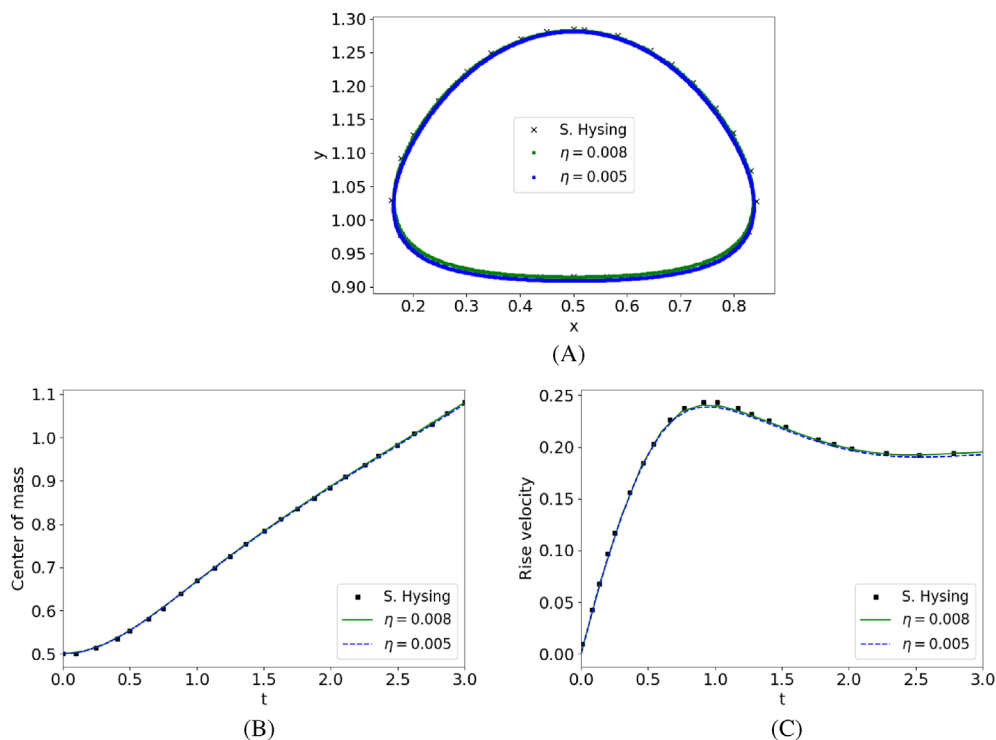 1.30
1.25
1.20
1.15
1.10
1.05
1.00
0.95
0.90
y
S. Hysing
η = 0.008
η = 0.005
0.2 0.3 0.4 0.5 0.6 0.7 0.8
x
(A)
1.1
1.0
0.9
0.8
0.7
0.6
0.5
Center of mass
S. Hysing
η = 0.008
η = 0.005
0.0 0.5 1.0 1.5 2.0 2.5 3.0
t
(B)
0.25
0.20
0.15
0.10
0.05
0.00
Rise velocity
S. Hysing
η = 0.008
η = 0.005
0.0 0.5 1.0 1.5 2.0 2.5 3.0
t
(C)